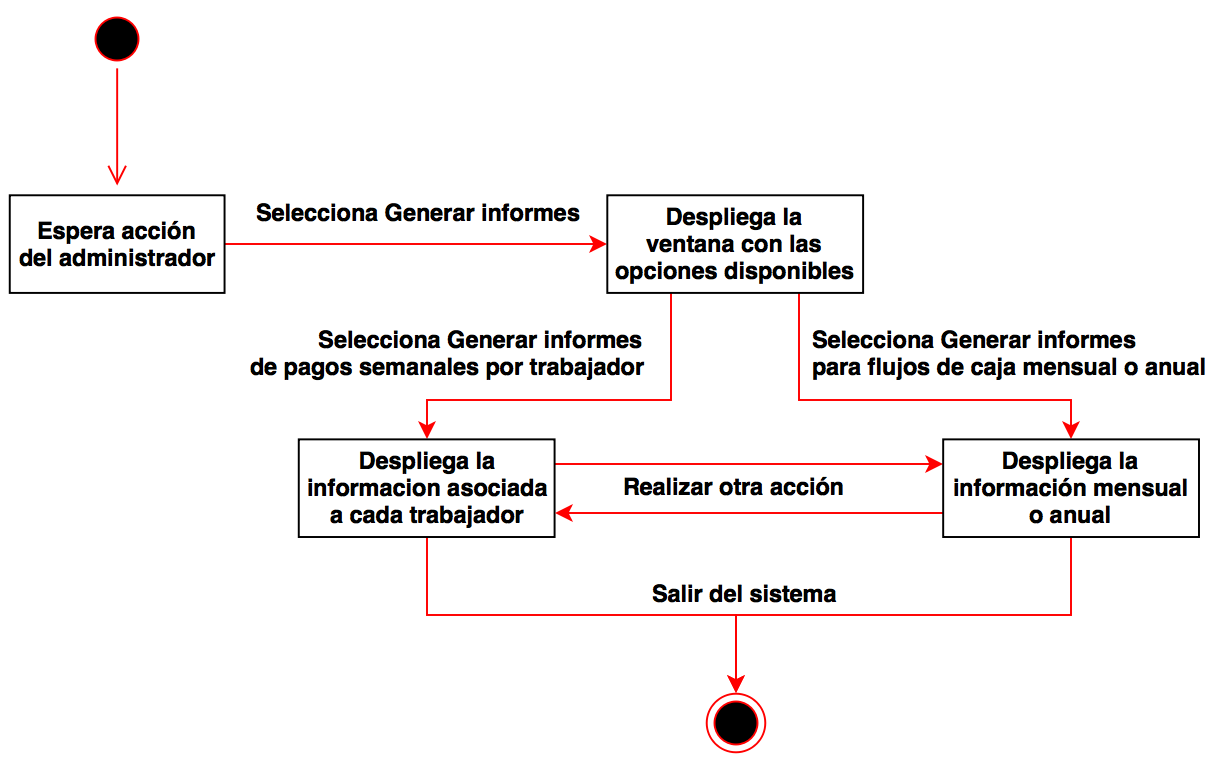 Espera acción
del administrador
Selecciona Generar informes
Despliega la
ventana con las
opciones disponibles
Selecciona Generar informes
de pagos semanales por trabajador
Selecciona Generar informes
para flujos de caja mensual o anual
Despliega la
informacion asociada
a cada trabajador
Realizar otra acción
Despliega la
información mensual
o anual
Salir del sistema